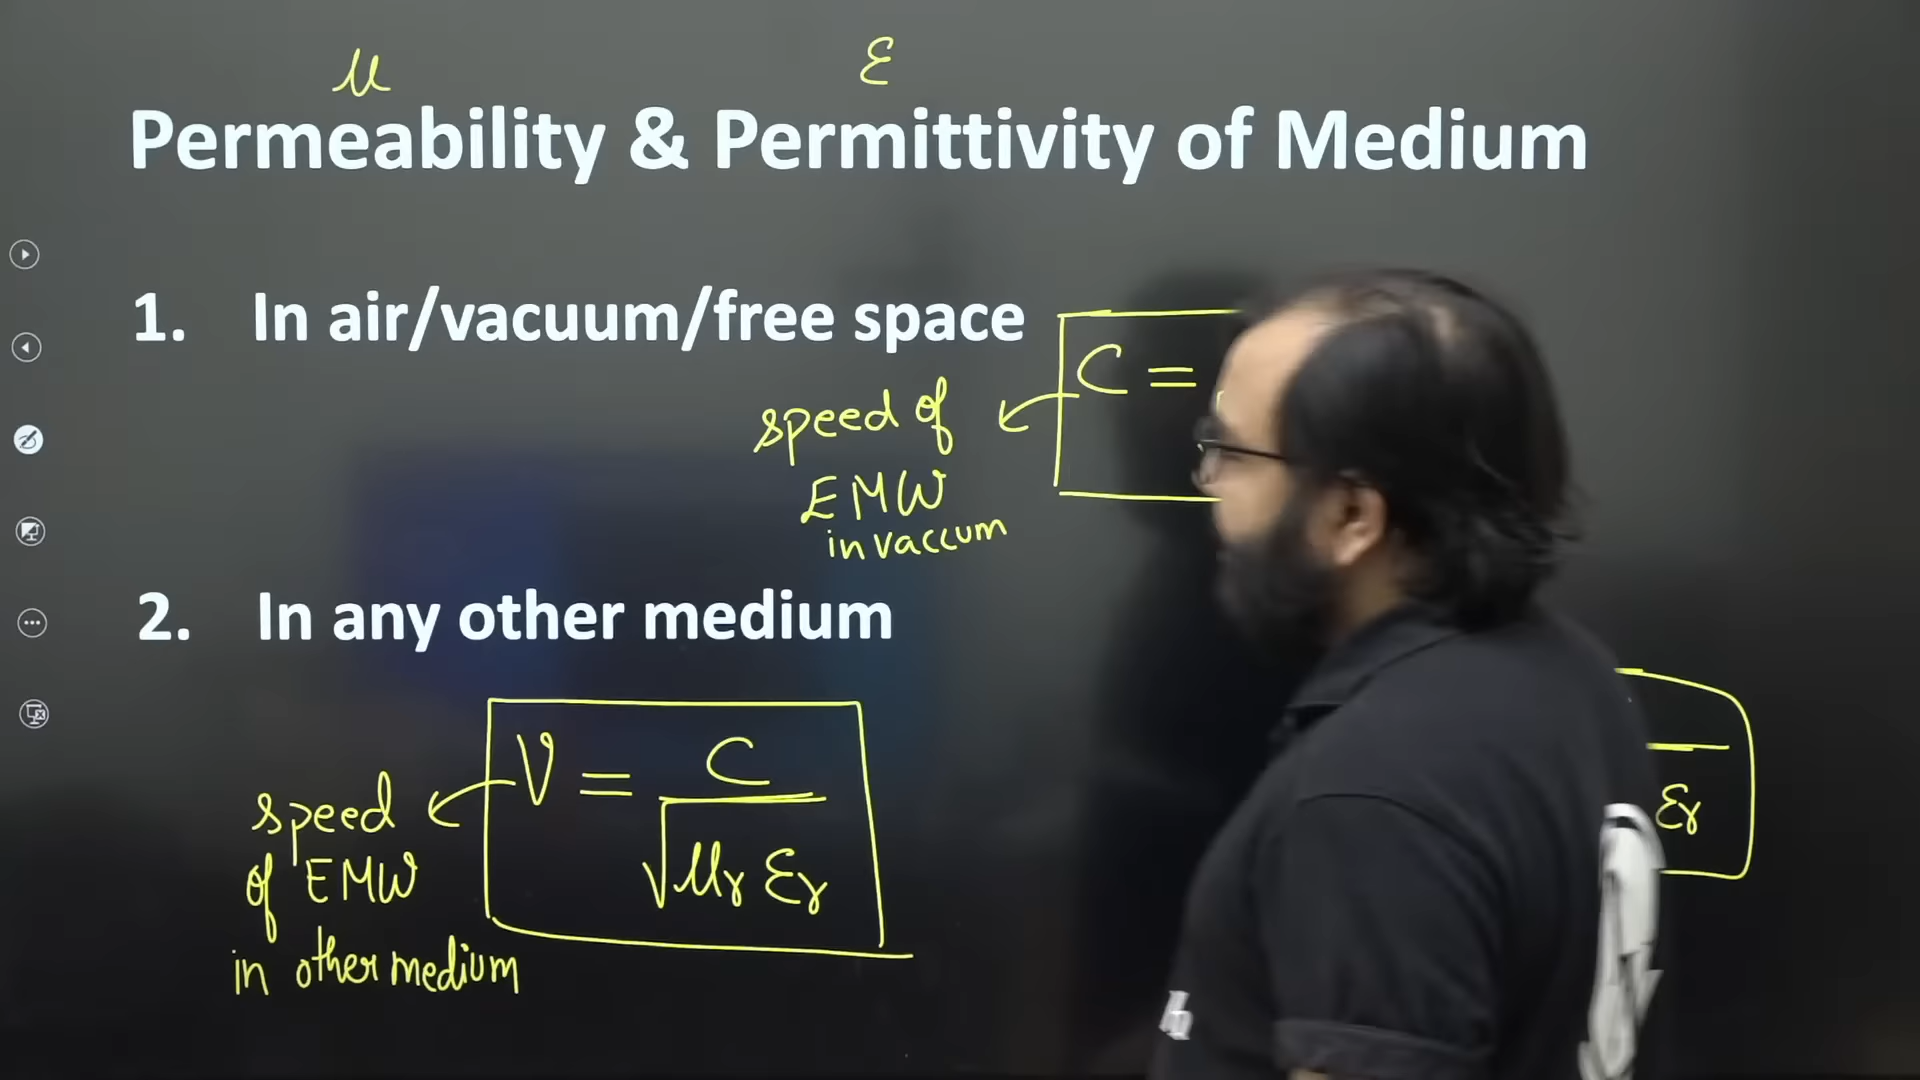 μ ε
Permeability & Permittivity of Medium
1. In air/vacuum/free space
C =
speed of
EMW
in vaccum
2. In any other medium
V = C / √μr εr
speed
of EMW
in other medium
εr